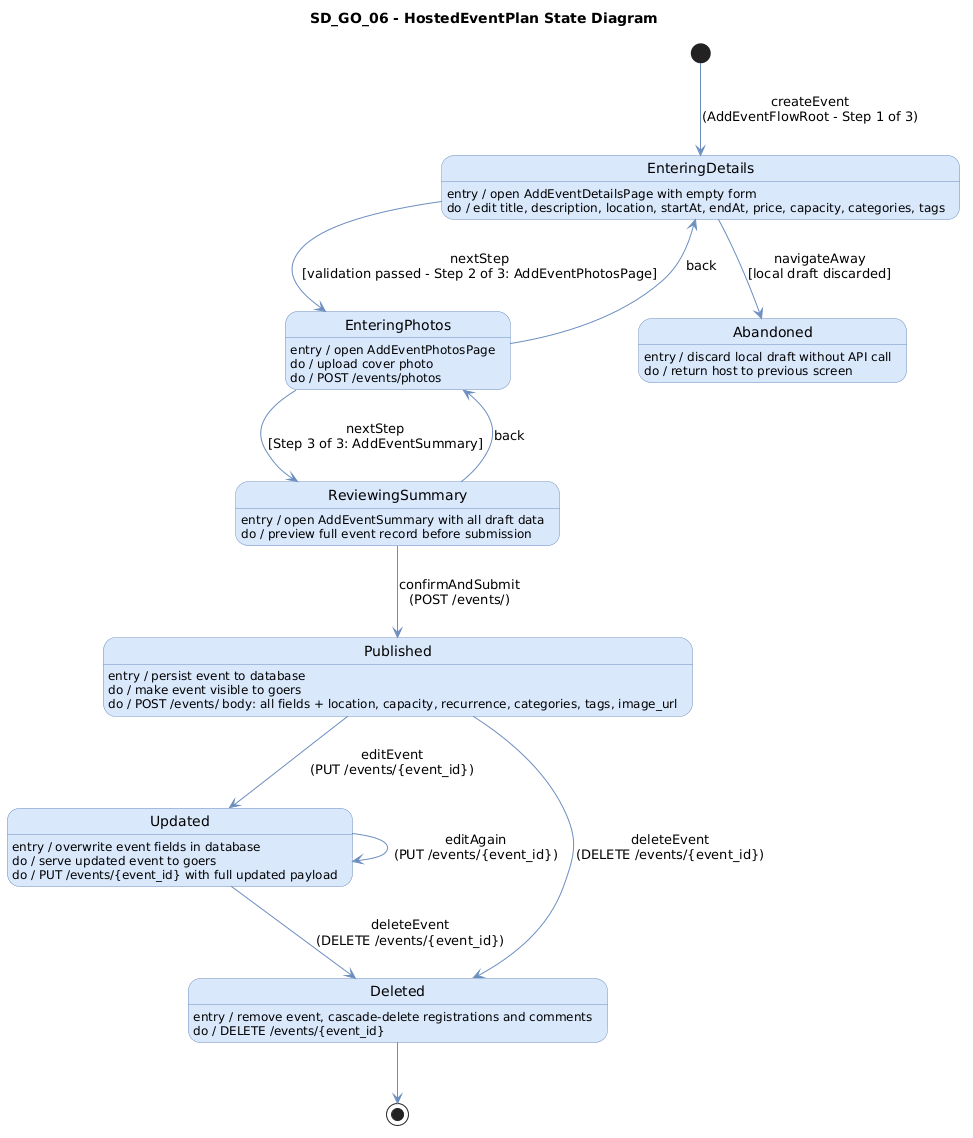 SD_GO_06 - HostedEventPlan State Diagram
createEvent
(AddEventFlowRoot - Step 1 of 3)
EnteringDetails
entry / open AddEventDetailsPage with empty form
do / edit title, description, location, startAt, endAt, price, capacity, categories, tags
nextStep
[validation passed - Step 2 of 3: AddEventPhotosPage]
back
navigateAway
[local draft discarded]
EnteringPhotos
entry / open AddEventPhotosPage
do / upload cover photo
do / POST /events/photos
Abandoned
entry / discard local draft without API call
do / return host to previous screen
nextStep
[Step 3 of 3: AddEventSummary]
back
ReviewingSummary
entry / open AddEventSummary with all draft data
do / preview full event record before submission
confirmAndSubmit
(POST /events/)
Published
entry / persist event to database
do / make event visible to goers
do / POST /events/ body: all fields + location, capacity, recurrence, categories, tags, image_url
editEvent
(PUT /events/{event_id})
Updated
entry / overwrite event fields in database
do / serve updated event to goers
do / PUT /events/{event_id} with full updated payload
editAgain
(PUT /events/{event_id})
deleteEvent
(DELETE /events/{event_id})
deleteEvent
(DELETE /events/{event_id})
Deleted
entry / remove event, cascade-delete registrations and comments
do / DELETE /events/{event_id}